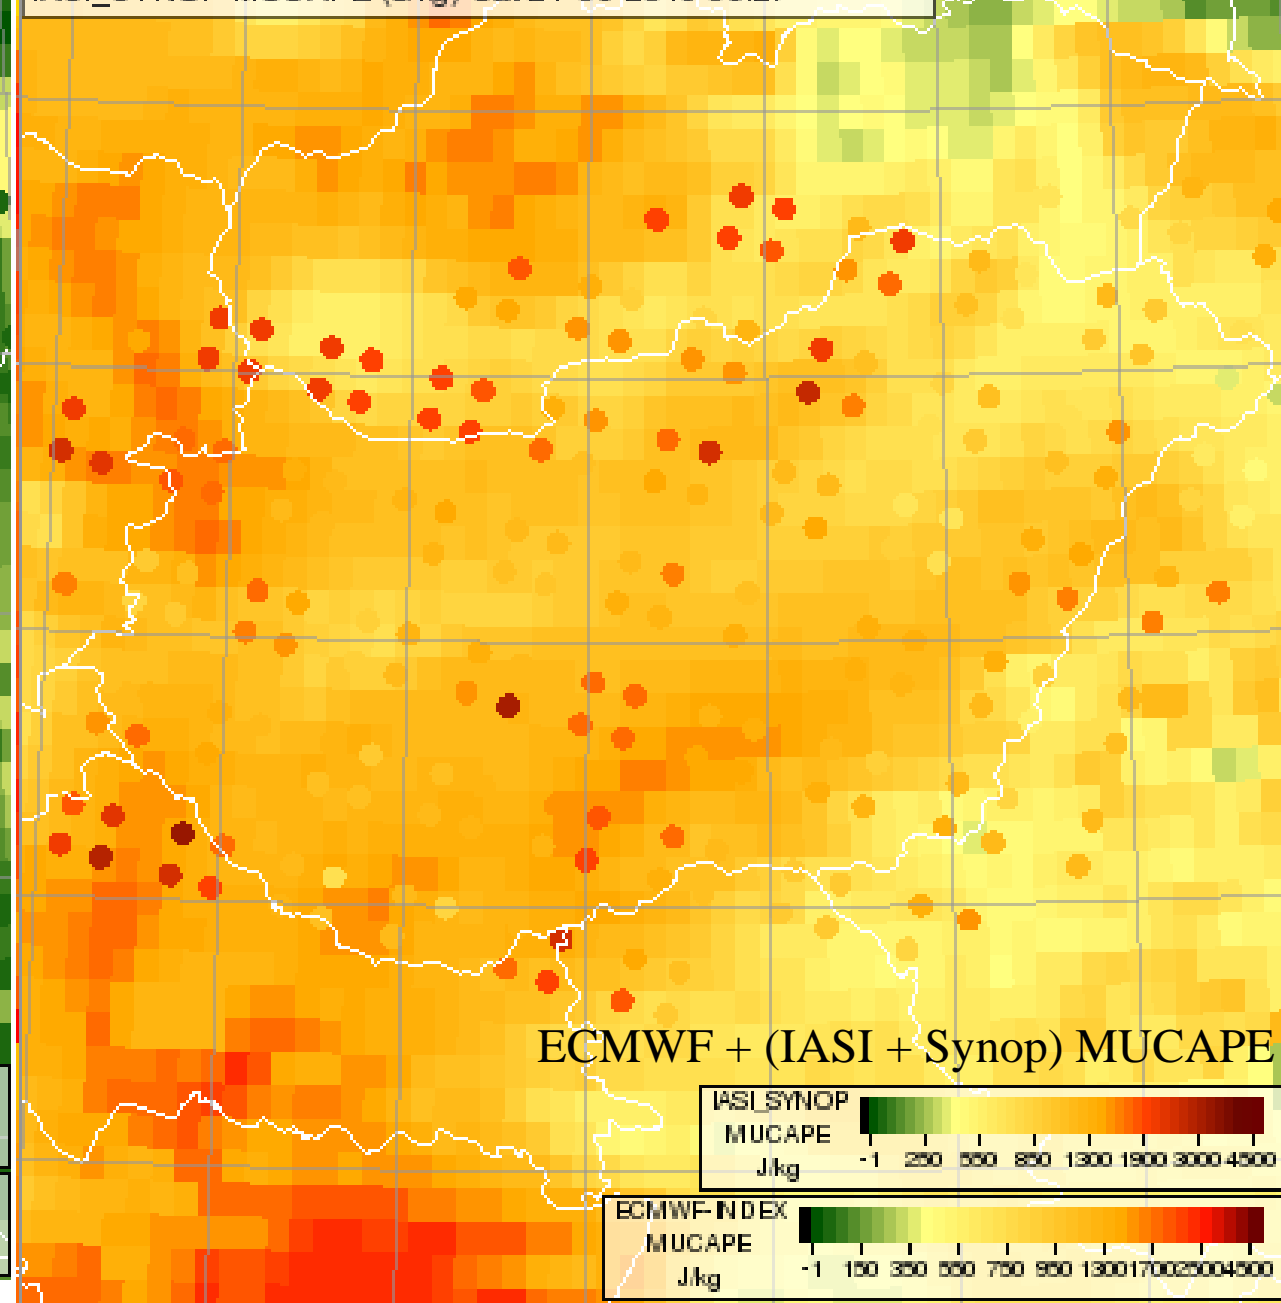 ECMWF + (IASI + Synop) MUCAPE
IASI_SYNOP
MUCAPE
J/kg
-1 250 550 850 1300 1900 3000 4500
ECMWF-INDEX
MUCAPE
J/kg
-1 150 350 550 750 950 1300 1700 2500 4500